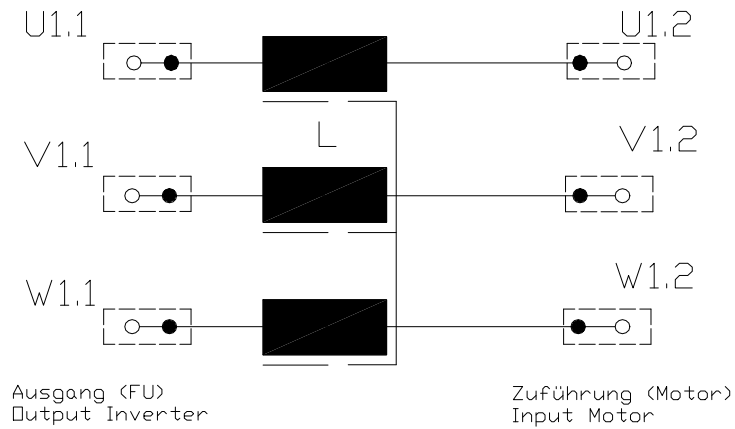 U1.1
U1.2
L
V1.1
V1.2
W1.1
W1.2
Ausgang (FU)
Output Inverter
Zuführung (Motor)
Input Motor